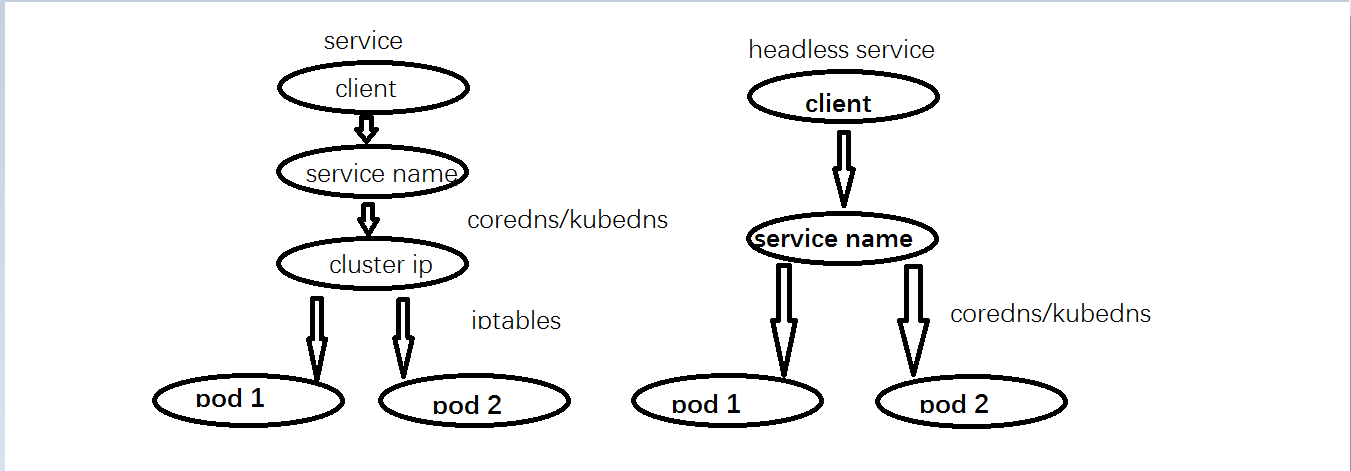 service
client
service name
coredns/kubedns
cluster ip
iptables
pod 1
pod 2
headless service
client
service name
coredns/kubedns
pod 1
pod 2